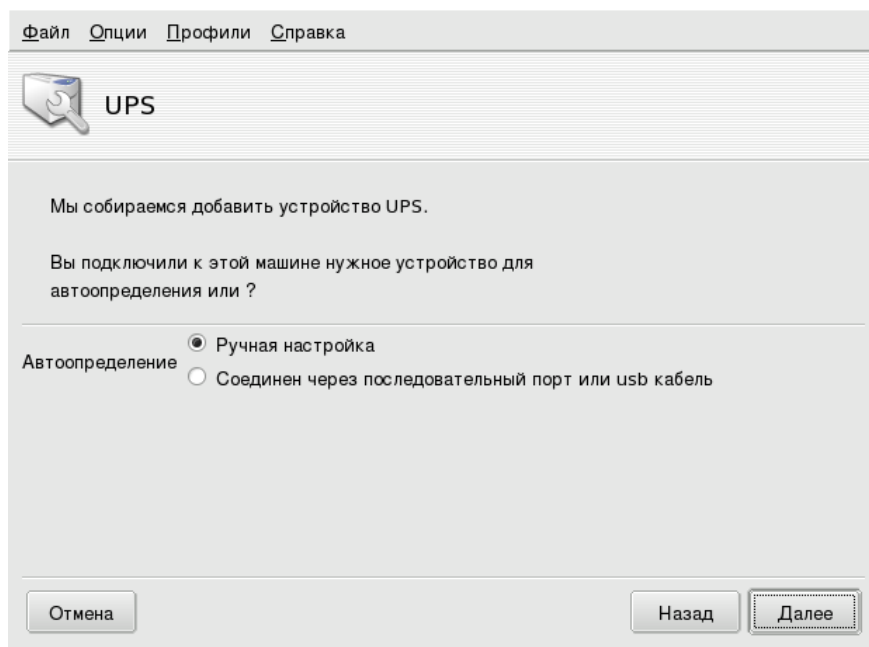 Файл Опции Профили Справка
UPS
Мы собираемся добавить устройство UPS.
Вы подключили к этой машине нужное устройство для
автоопределения или ?
Автоопределение
Ручная настройка
Соединен через последовательный порт или usb кабель
Отмена Назад Далее